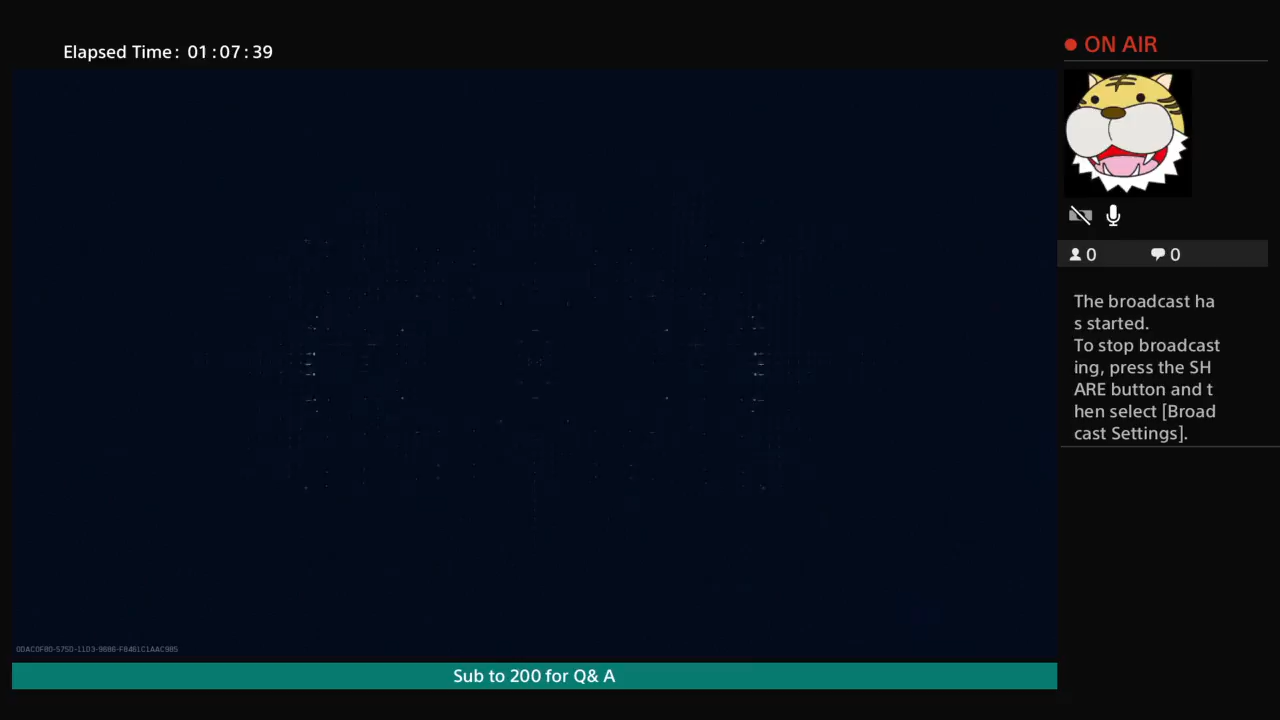 Elapsed Time: 01:07:39
ON AIR
0
0
The broadcast ha
s started.
To stop broadcast
ing, press the SH
ARE button and t
hen select [Broad
cast Settings].
Sub to 200 for Q& A